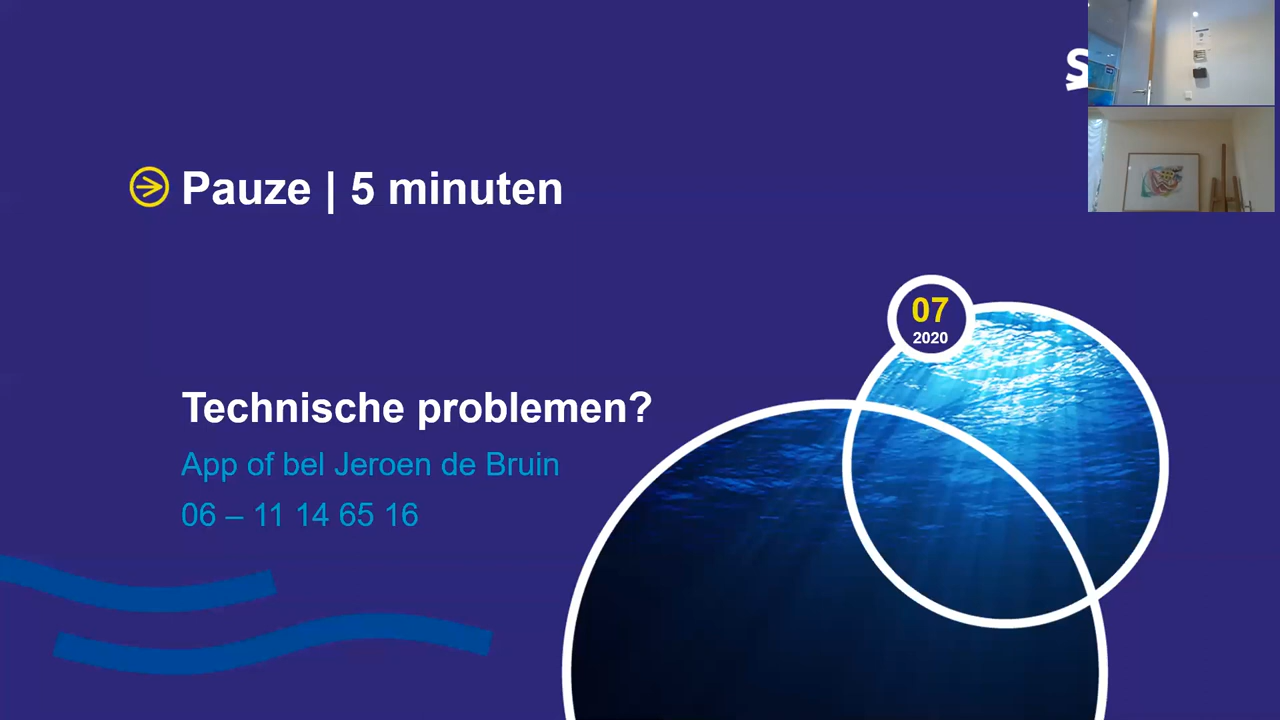 Pauze | 5 minuten
07
2020
Technische problemen?
App of bel Jeroen de Bruin
06 – 11 14 65 16